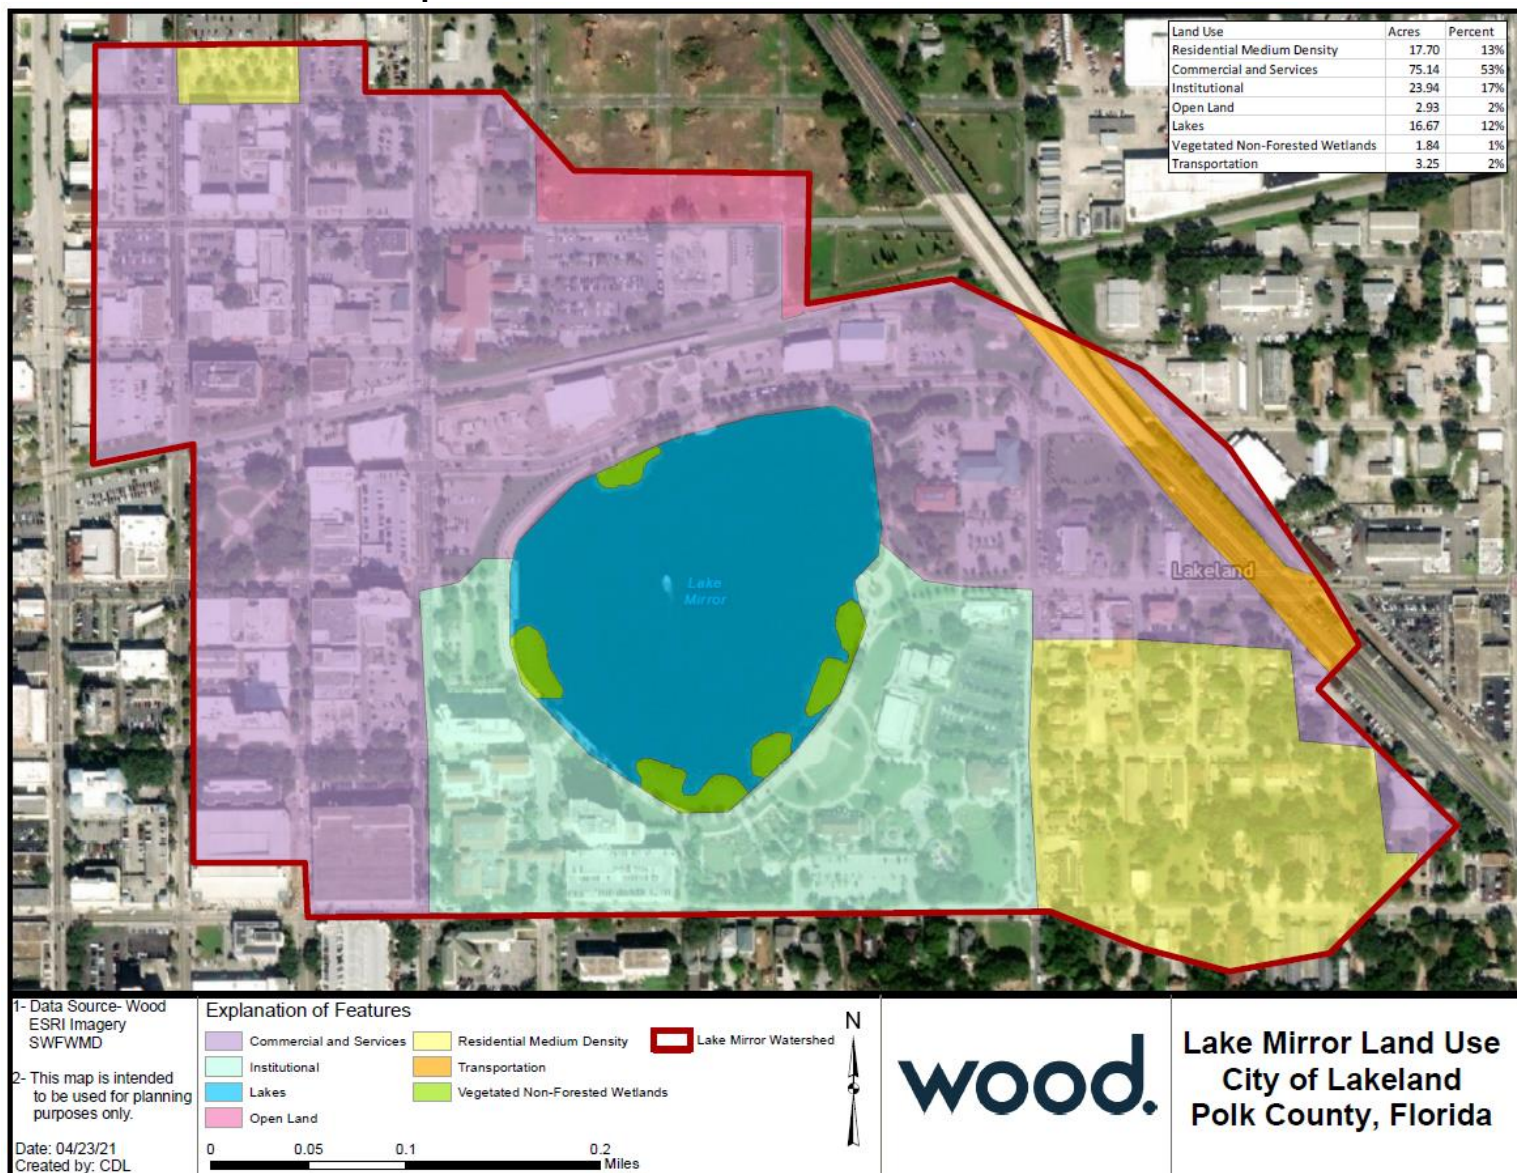 Land Use Acres Percent
Residential Medium Density 17.70 13%
Commercial and Services 75.14 53%
Institutional 23.94 17%
Open Land 2.93 2%
Lakes 16.67 12%
Vegetated Non-Forested Wetlands 1.84 1%
Transportation 3.25 2%
Lake
Mirror
Lakeland
1- Data Source- Wood
ESRI Imagery
SWFWMD
2- This map is intended
to be used for planning
purposes only.
Date: 04/23/21
Created by: CDL
Explanation of Features
Commercial and Services
Institutional
Lakes
Open Land
Residential Medium Density
Transportation
Vegetated Non-Forested Wetlands
Lake Mirror Watershed
0 0.05 0.1 0.2
Miles
N
wood.
Lake Mirror Land Use
City of Lakeland
Polk County, Florida